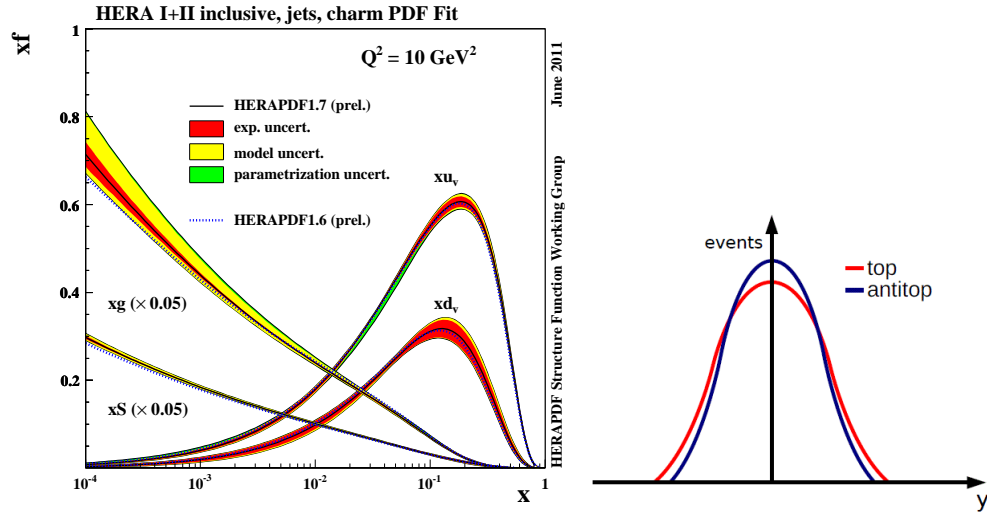 HERA I+II inclusive, jets, charm PDF Fit
xf
1
Q² = 10 GeV²
HERAPDF1.7 (prel.)
exp. uncert.
0.8
model uncert.
parametrization uncert.
HERAPDF1.6 (prel.)
xuᵥ
0.6
0.4
xg (× 0.05)
xdᵥ
0.2
xS (× 0.05)
10⁻⁴
10⁻³
10⁻²
10⁻¹
1
x
HERAPDF Structure Function Working Group
June 2011
events
top
antitop
y